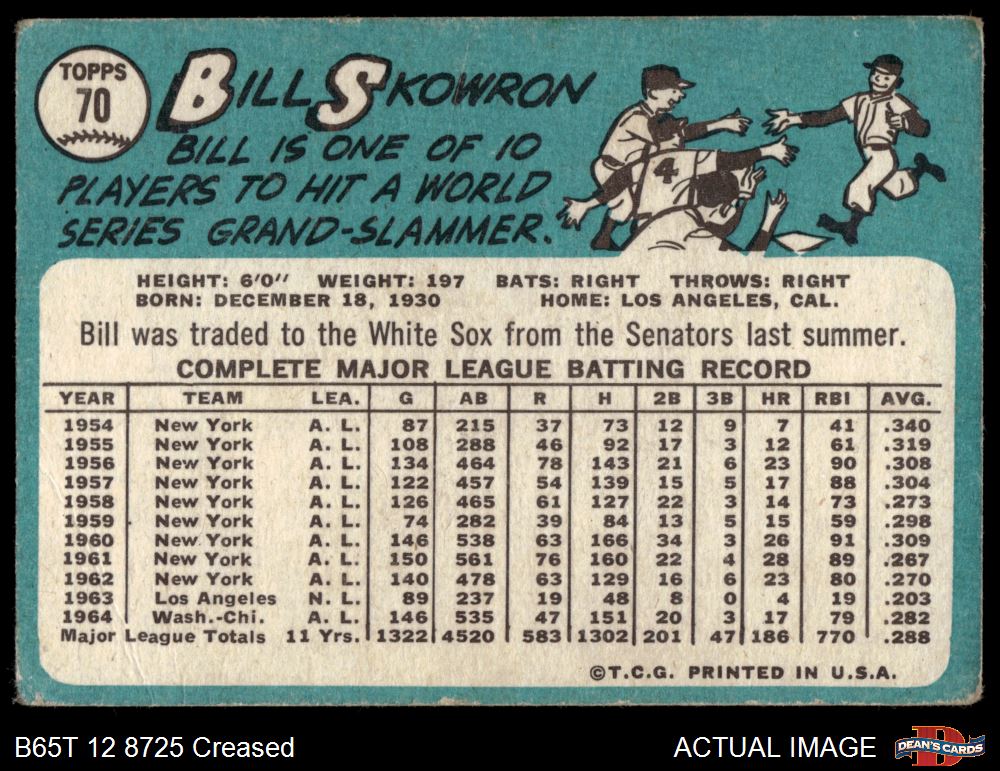 TOPPS
70
BILL SKOWRON
BILL IS ONE OF 10
PLAYERS TO HIT A WORLD
SERIES GRAND-SLAMMER.
4
HEIGHT: 6'0" WEIGHT: 197 BATS: RIGHT THROWS: RIGHT
BORN: DECEMBER 18, 1930 HOME: LOS ANGELES, CAL.
Bill was traded to the White Sox from the Senators last summer.
COMPLETE MAJOR LEAGUE BATTING RECORD
YEAR TEAM LEA. G AB R H 2B 3B HR RBI AVG.
1954 New York A. L. 87 215 37 73 12 9 7 41 .340
1955 New York A. L. 108 288 46 92 17 3 12 61 .319
1956 New York A. L. 134 464 78 143 21 6 23 90 .308
1957 New York A. L. 122 457 54 139 15 5 17 88 .304
1958 New York A. L. 126 465 61 127 22 3 14 73 .273
1959 New York A. L. 74 282 39 84 13 5 15 59 .298
1960 New York A. L. 146 538 63 166 34 3 26 91 .309
1961 New York A. L. 150 561 76 160 22 4 28 89 .267
1962 New York A. L. 140 478 63 129 16 6 23 80 .270
1963 Los Angeles N. L. 89 237 19 48 8 0 4 19 .203
1964 Wash.-Chi. A. L. 146 535 47 151 20 3 17 79 .282
Major League Totals 11 Yrs. 1322 4520 583 1302 201 47 186 770 .288
©T.C.G. PRINTED IN U.S.A.
B65T 12 8725 Creased ACTUAL IMAGE
D
DEAN'S CARDS